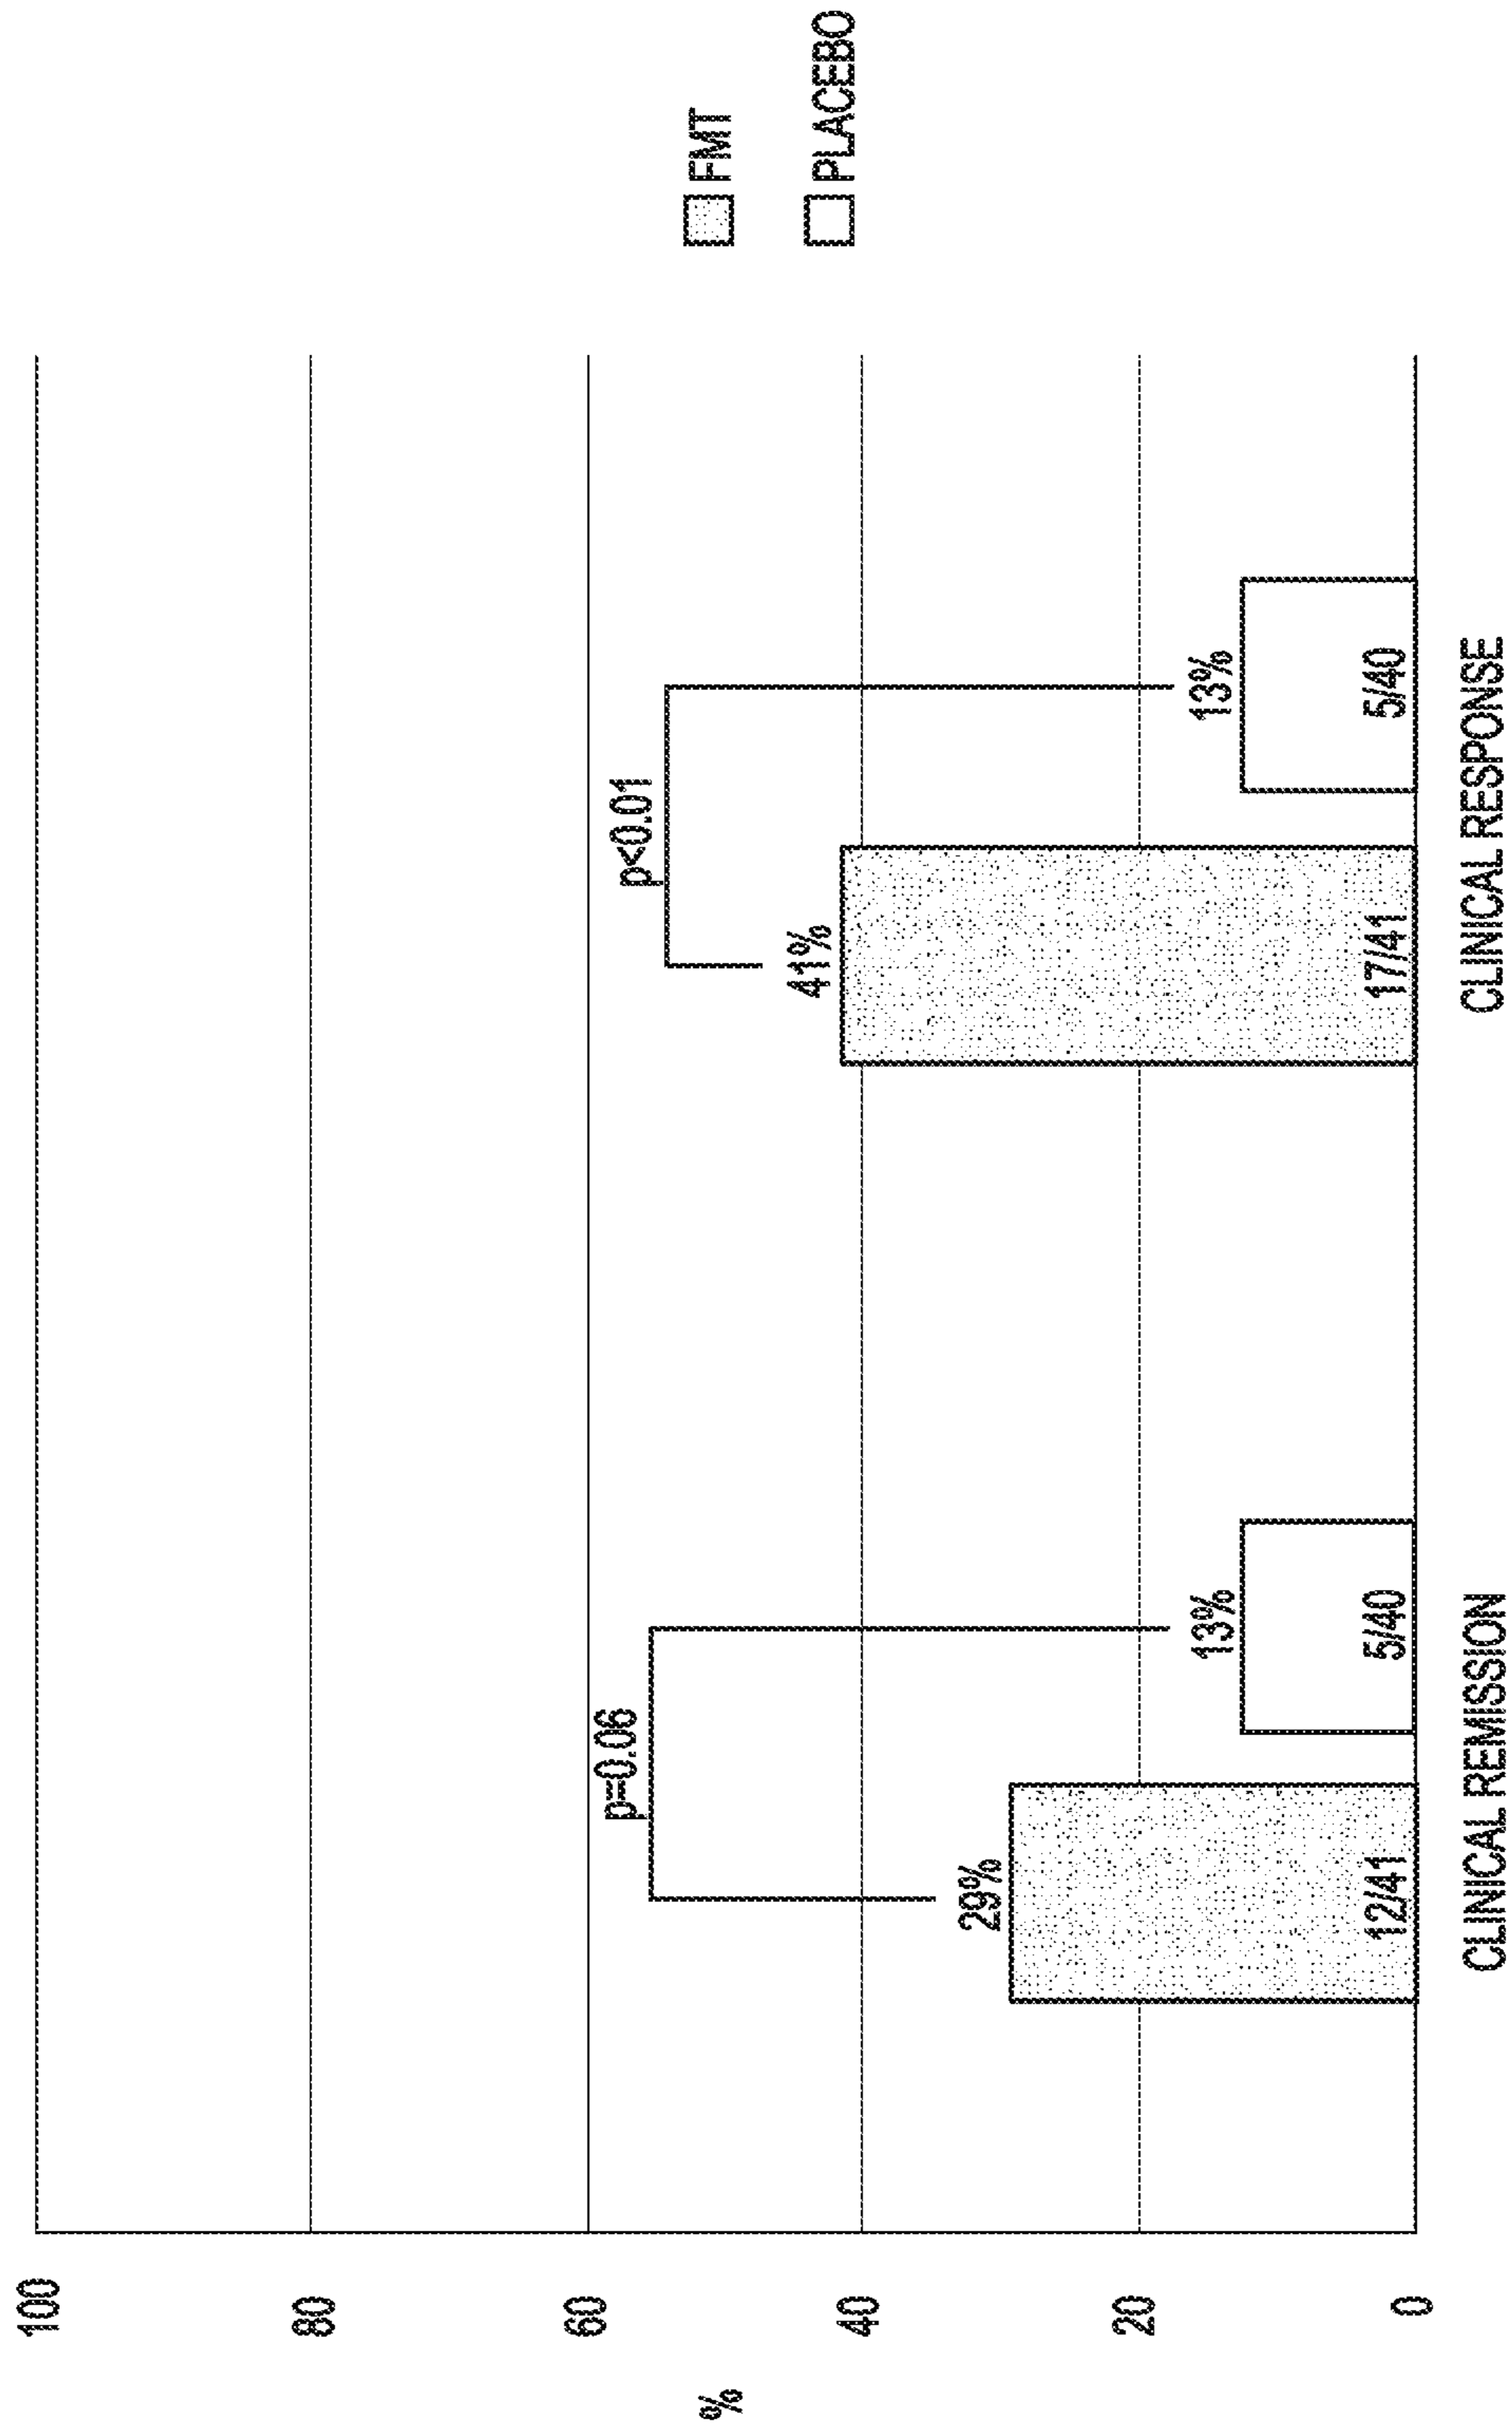 100
80
60
40
20
0
%
p=0.06
29%
13%
12/41
5/40
CLINICAL REMISSION
p<0.01
41%
13%
17/41
5/40
CLINICAL RESPONSE
FMT
PLACEBO